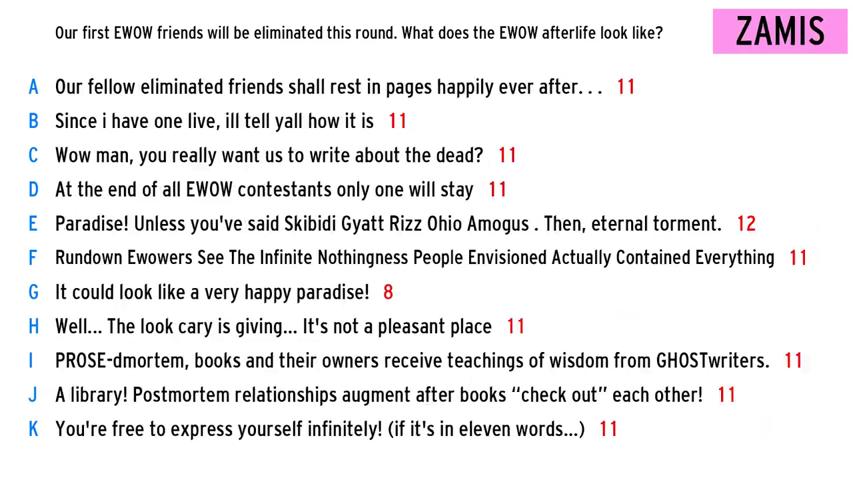 Our first EWOW friends will be eliminated this round. What does the EWOW afterlife look like?
ZAMIS
A Our fellow eliminated friends shall rest in pages happily ever after. . . 11
B Since i have one live, ill tell yall how it is 11
C Wow man, you really want us to write about the dead? 11
D At the end of all EWOW contestants only one will stay 11
E Paradise! Unless you've said Skibidi Gyatt Rizz Ohio Amogus . Then, eternal torment. 12
F Rundown Ewowers See The Infinite Nothingness People Envisioned Actually Contained Everything 11
G It could look like a very happy paradise! 8
H Well... The look cary is giving... It's not a pleasant place 11
I PROSE-dmortem, books and their owners receive teachings of wisdom from GHOSTwriters. 11
J A library! Postmortem relationships augment after books “check out” each other! 11
K You're free to express yourself infinitely! (if it's in eleven words...) 11